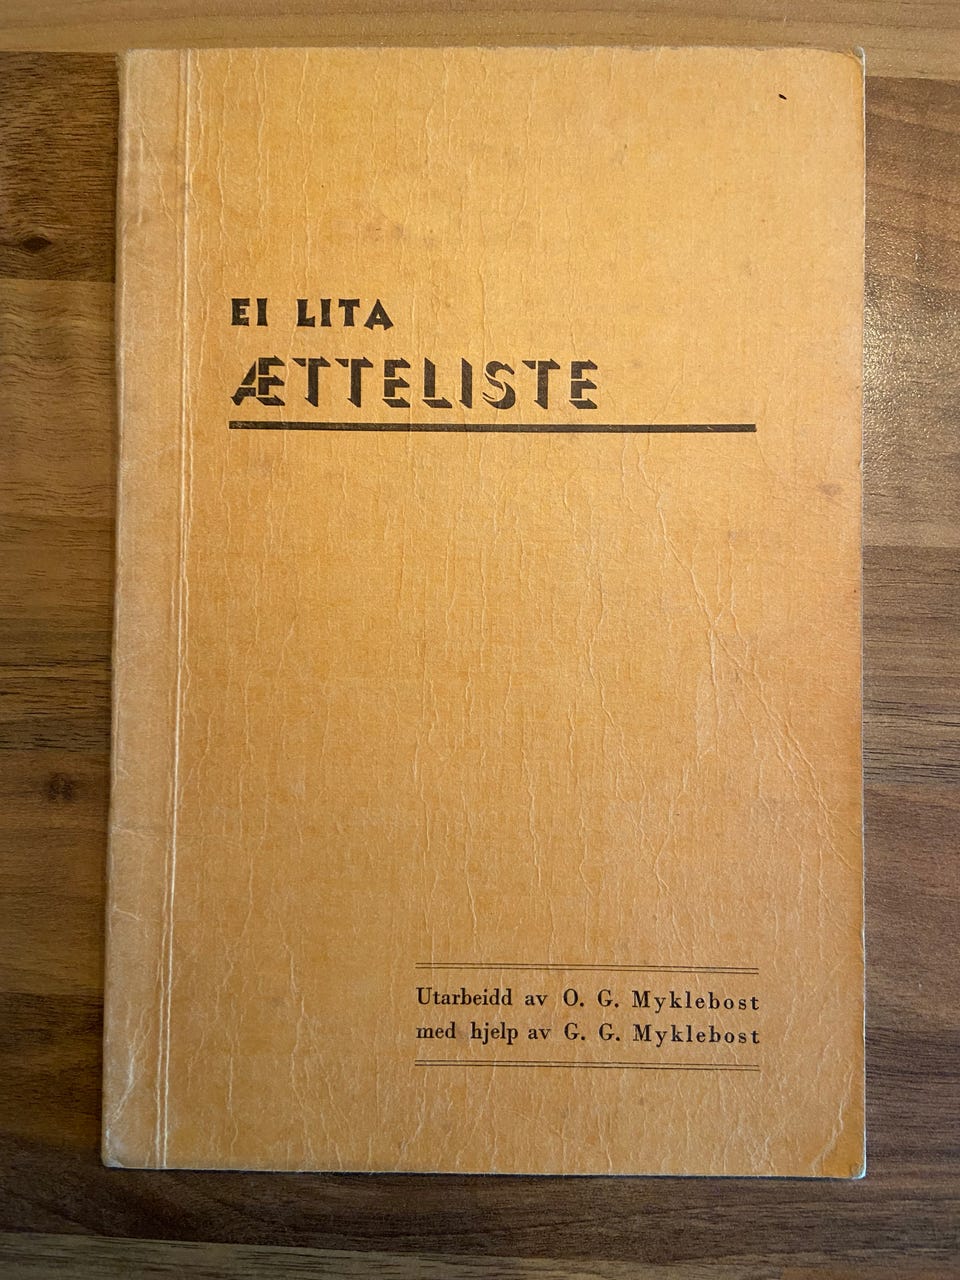 EI LITA
ÆTTELISTE
Utarbeidd av O. G. Myklebost
med hjelp av G. G. Myklebost